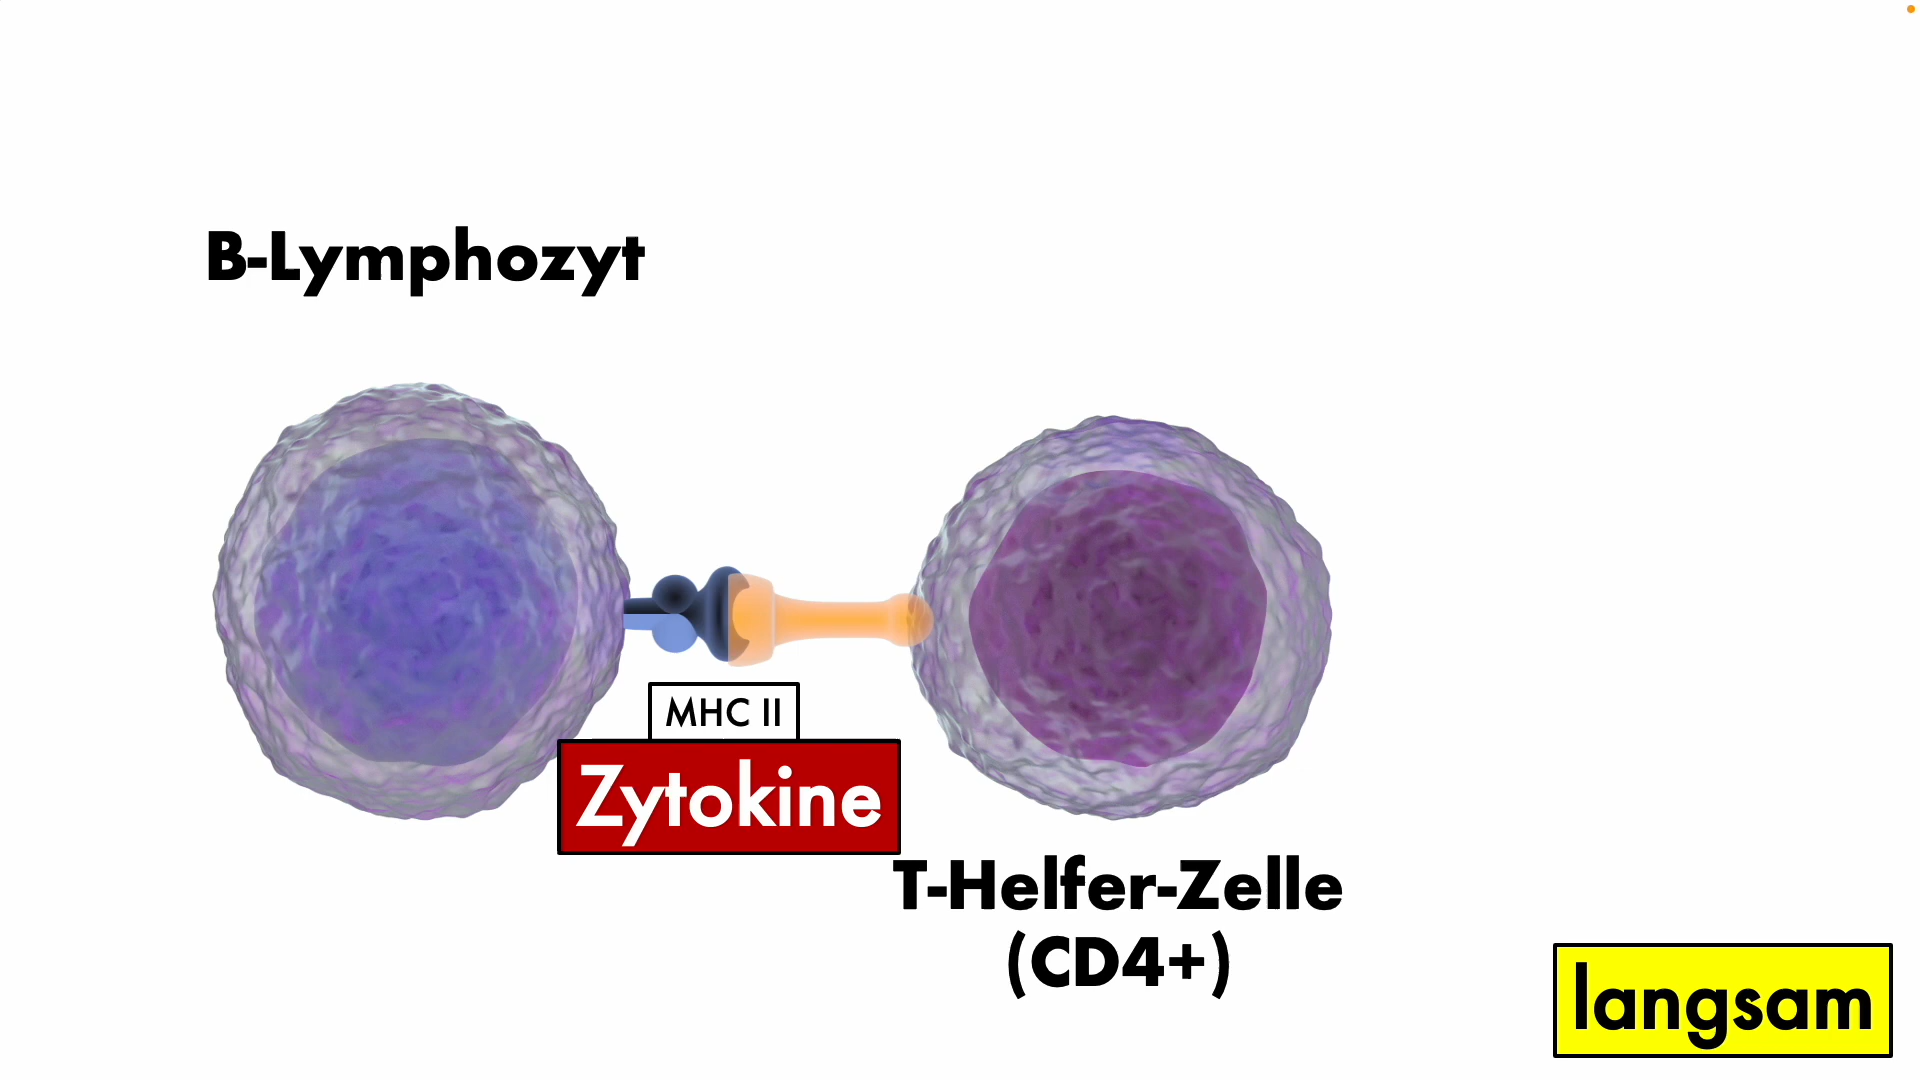 B-Lymphozyt
MHC II
Zytokine
T-Helfer-Zelle
(CD4+)
langsam